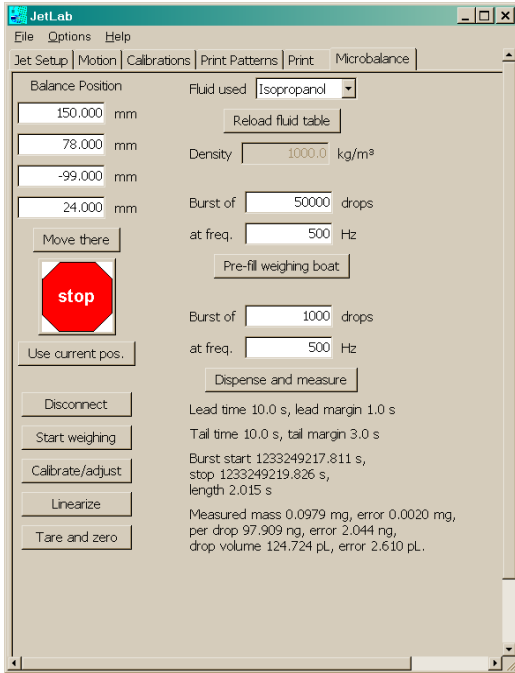 JetLab
File Options Help
Jet Setup Motion Calibrations Print Patterns Print Microbalance
Balance Position
150.000 mm
78.000 mm
-99.000 mm
24.000 mm
Move there
stop
Use current pos.
Disconnect
Start weighing
Calibrate/adjust
Linearize
Tare and zero
Fluid used Isopropanol
Reload fluid table
Density 1000.0 kg/m³
Burst of 50000 drops
at freq. 500 Hz
Pre-fill weighing boat
Burst of 1000 drops
at freq. 500 Hz
Dispense and measure
Lead time 10.0 s, lead margin 1.0 s
Tail time 10.0 s, tail margin 3.0 s
Burst start 1233249217.811 s,
stop 1233249219.826 s,
length 2.015 s
Measured mass 0.0979 mg, error 0.0020 mg,
per drop 97.909 ng, error 2.044 ng,
drop volume 124.724 pL, error 2.610 pL.